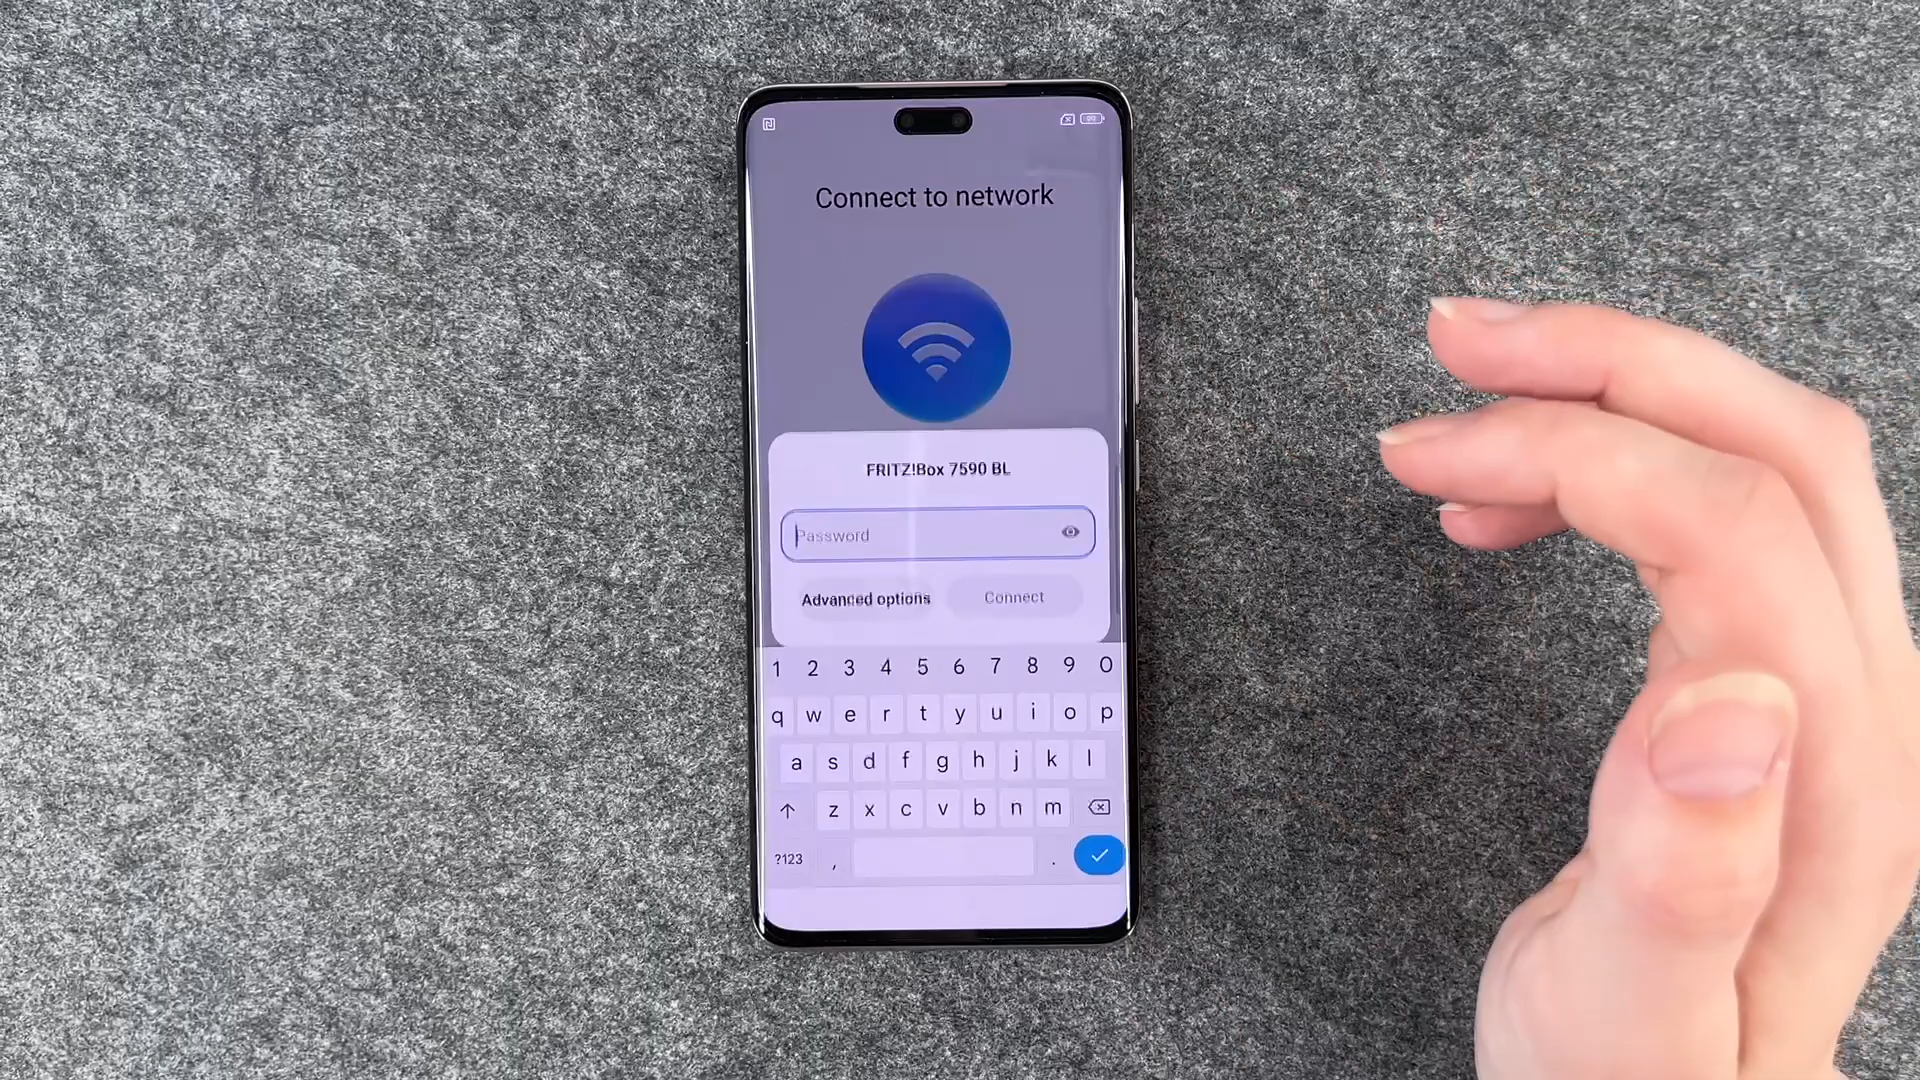 Connect to network
FRITZ!Box 7590 BL
Password
Advanced options
Connect
1 2 3 4 5 6 7 8 9 0
q w e r t y u i o p
a s d f g h j k l
z x c v b n m
?123 , .